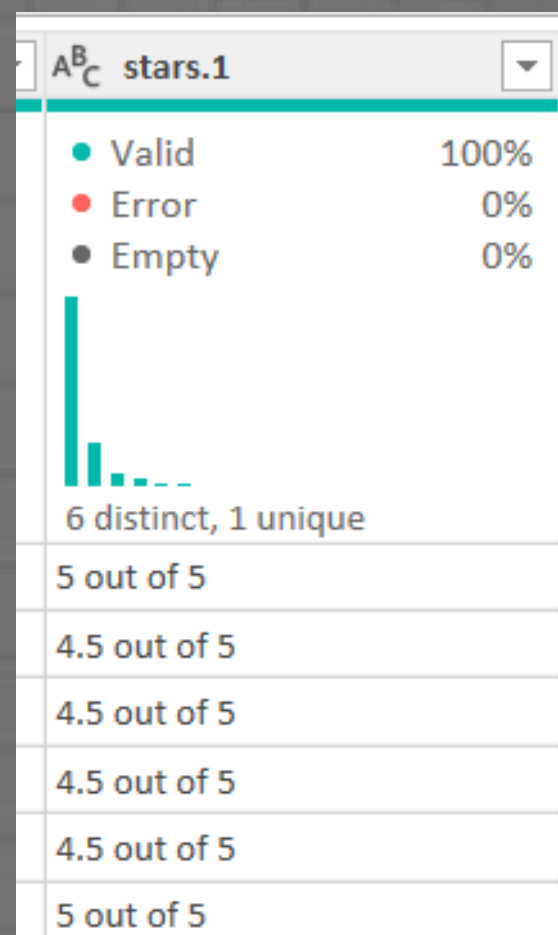 ABC stars.1
Valid 100%
Error 0%
Empty 0%
6 distinct, 1 unique
5 out of 5
4.5 out of 5
4.5 out of 5
4.5 out of 5
4.5 out of 5
5 out of 5